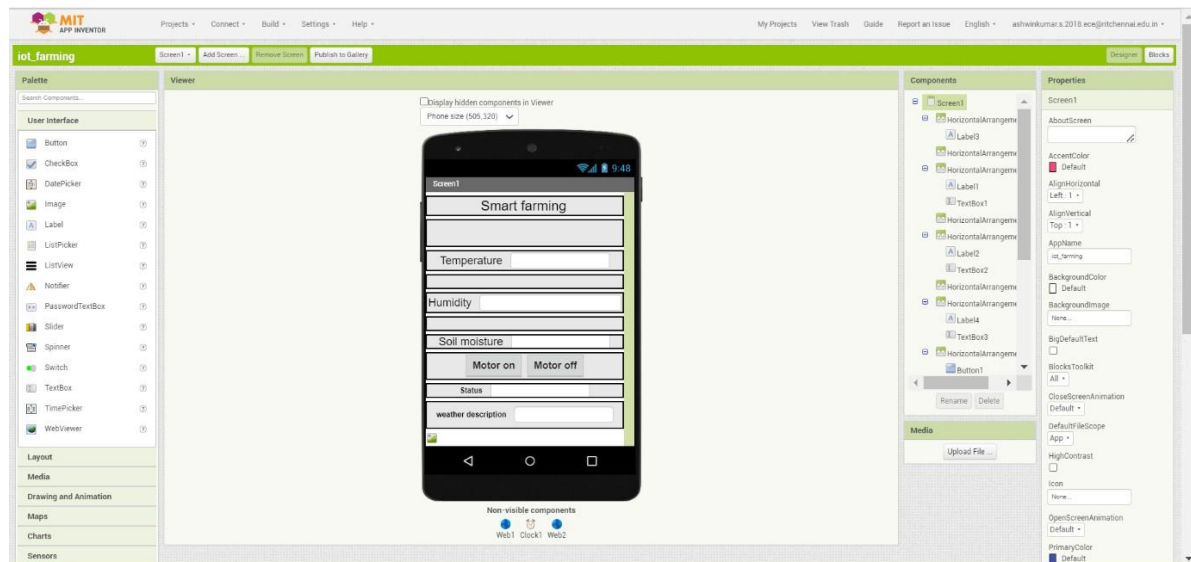 MIT
APP INVENTOR
Projects Connect Build Settings Help
My Projects View Trash Guide Report an Issue English ashwinkumar.s.2018.ece@ritchennai.edu.in
iot_farming
Screen1 Add Screen ... Remove Screen Publish to Gallery
Designer Blocks
Palette
Search Components...
User Interface
Button
CheckBox
DatePicker
Image
Label
ListPicker
ListView
Notifier
PasswordTextBox
Slider
Spinner
Switch
TextBox
TimePicker
WebViewer
Layout
Media
Drawing and Animation
Maps
Charts
Sensors
Viewer
Display hidden components in Viewer
Phone size (505,320)
9:48
Screen1
Smart farming
Temperature
Humidity
Soil moisture
Motor on Motor off
Status
weather description
Non-visible components
Web1 Clock1 Web2
Components
Screen1
HorizontalArrangeme
Label3
HorizontalArrangeme
HorizontalArrangeme
Label1
TextBox1
HorizontalArrangeme
HorizontalArrangeme
Label2
TextBox2
HorizontalArrangeme
HorizontalArrangeme
Label4
TextBox3
HorizontalArrangeme
Button1
Rename Delete
Media
Upload File ...
Properties
Screen1
AboutScreen
AccentColor
Default
AlignHorizontal
Left : 1
AlignVertical
Top : 1
AppName
iot_farming
BackgroundColor
Default
BackgroundImage
None...
BigDefaultText
BlocksToolkit
All
CloseScreenAnimation
Default
DefaultFileScope
App
HighContrast
Icon
None...
OpenScreenAnimation
Default
PrimaryColor
Default